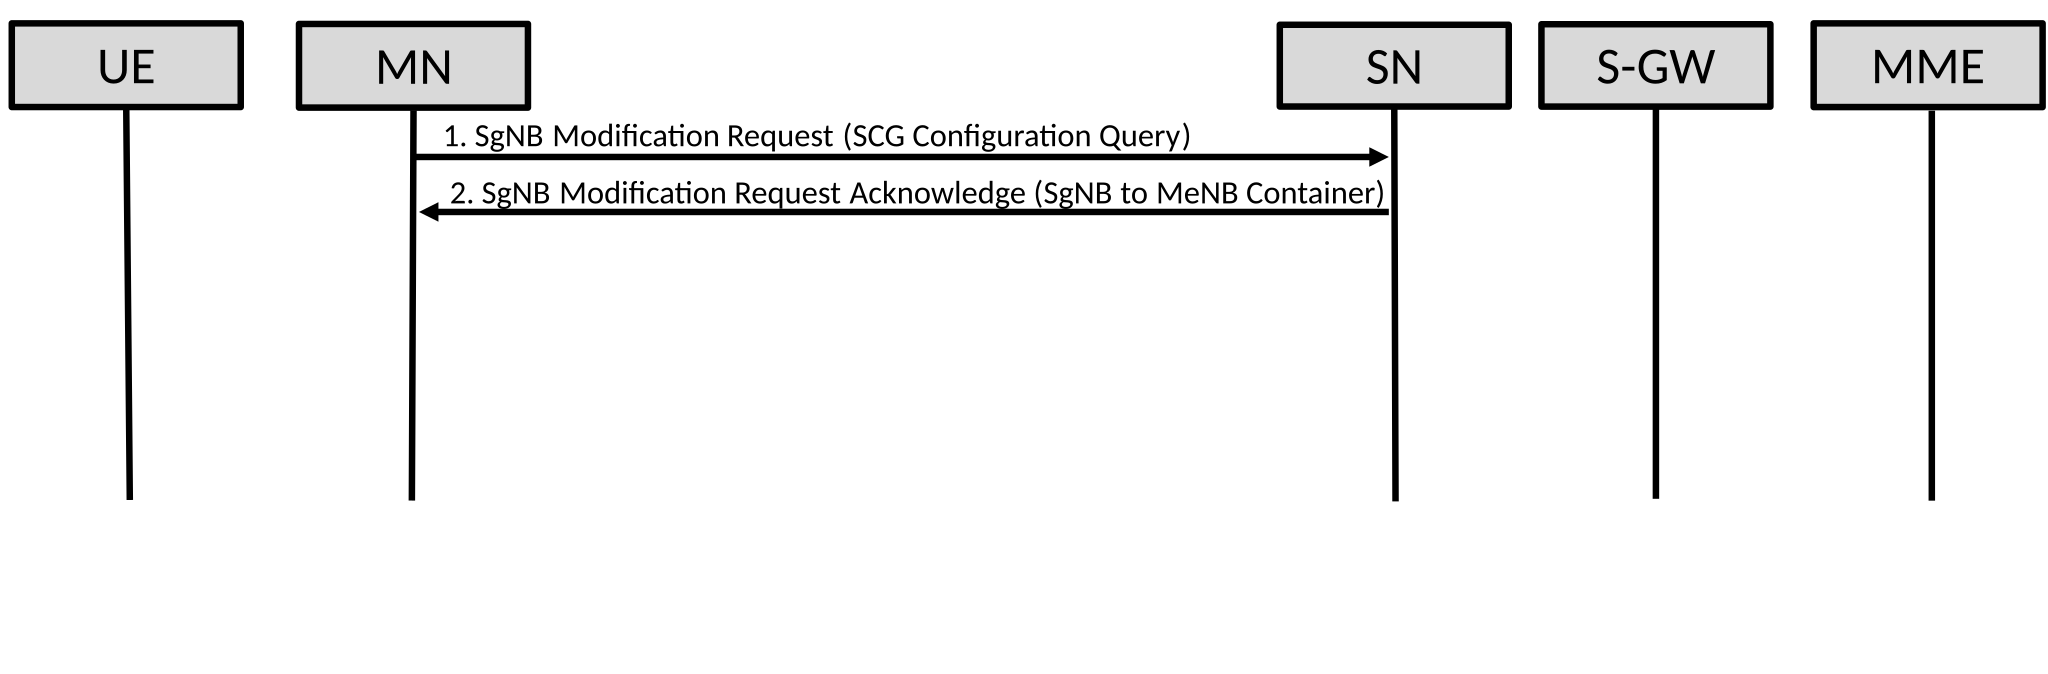 UE
MN
SN
S-GW
MME
1. SgNB Modification Request (SCG Configuration Query)
2. SgNB Modification Request Acknowledge (SgNB to MeNB Container)